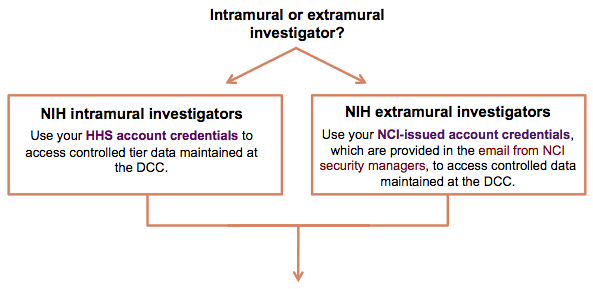 Intramural or extramural
investigator?
NIH intramural investigators
Use your HHS account credentials to
access controlled tier data maintained at
the DCC.
NIH extramural investigators
Use your NCI-issued account credentials,
which are provided in the email from NCI
security managers, to access controlled data
maintained at the DCC.